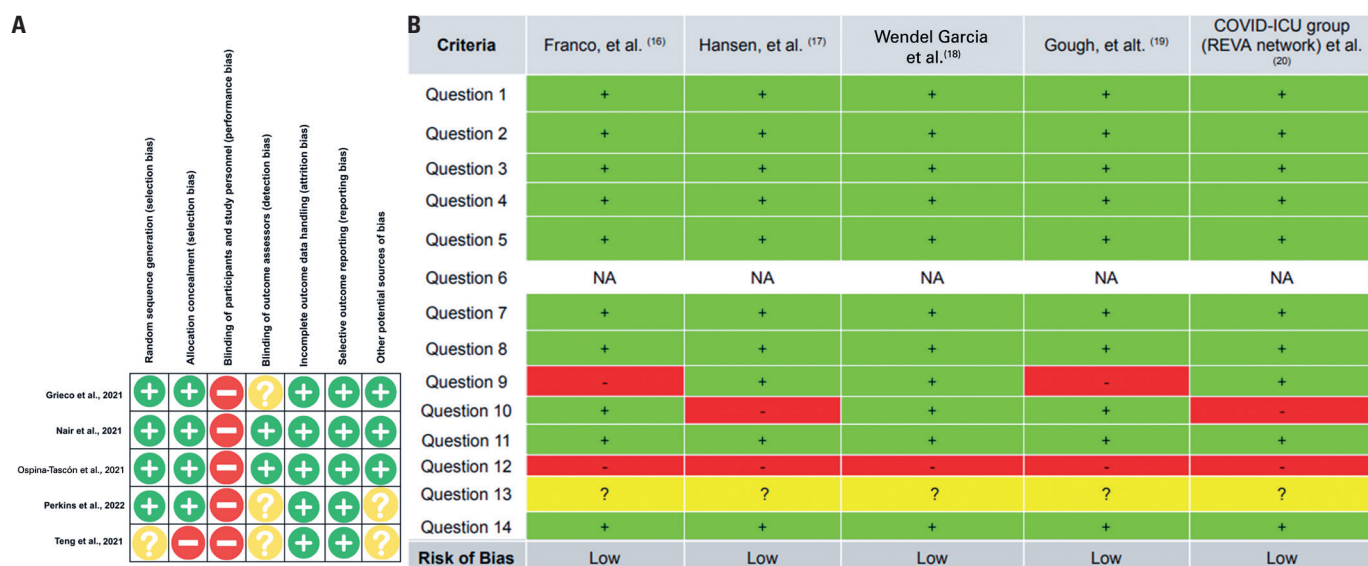 A
Random sequence generation (selection bias)
Allocation concealment (selection bias)
Blinding of participants and study personnel (performance bias)
Blinding of outcome assessors (detection bias)
Incomplete outcome data handling (attrition bias)
Selective outcome reporting (reporting bias)
Other potential sources of bias
Grieco et al., 2021 + + − ? + + +
Nair et al., 2021 + + − + + + +
Ospina-Tascón et al., 2021 + + − + + + +
Perkins et al., 2022 + + − ? + + ?
Teng et al., 2021 ? − − ? + + ?
B
Criteria Franco, et al. (16) Hansen, et al. (17) Wendel Garcia et al.(18) Gough, et alt. (19) COVID-ICU group (REVA network) et al. (20)
Question 1 + + + + +
Question 2 + + + + +
Question 3 + + + + +
Question 4 + + + + +
Question 5 + + + + +
Question 6 NA NA NA NA NA
Question 7 + + + + +
Question 8 + + + + +
Question 9 - + + - +
Question 10 + - + + -
Question 11 + + + + +
Question 12 - - - - -
Question 13 ? ? ? ? ?
Question 14 + + + + +
Risk of Bias Low Low Low Low Low